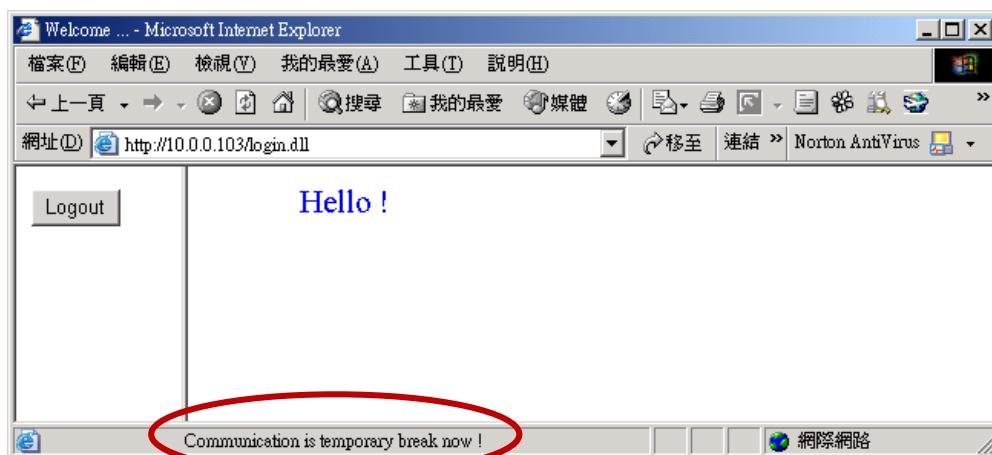 Welcome ... - Microsoft Internet Explorer
檔案(F) 編輯(E) 檢視(V) 我的最愛(A) 工具(T) 說明(H)
上一頁 搜尋 我的最愛 媒體 »
網址(D) http://10.0.0.103/login.dll 移至 連結 » Norton AntiVirus
Logout
Hello !
Communication is temporary break now ! 網際網路